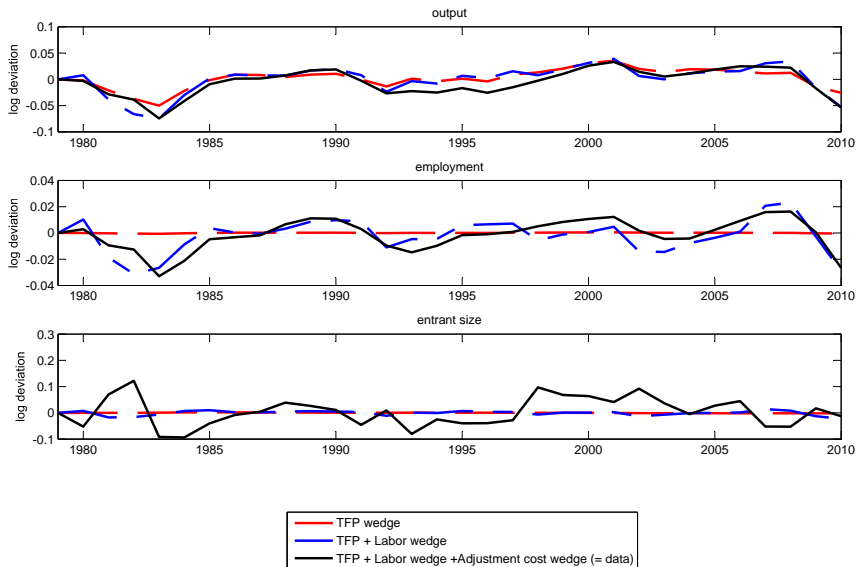 output
0.1
0.05
0
-0.05
-0.1
log deviation
1980 1985 1990 1995 2000 2005 2010
employment
0.04
0.02
0
-0.02
-0.04
log deviation
1980 1985 1990 1995 2000 2005 2010
entrant size
0.3
0.2
0.1
0
-0.1
log deviation
1980 1985 1990 1995 2000 2005 2010
TFP wedge
TFP + Labor wedge
TFP + Labor wedge +Adjustment cost wedge (= data)